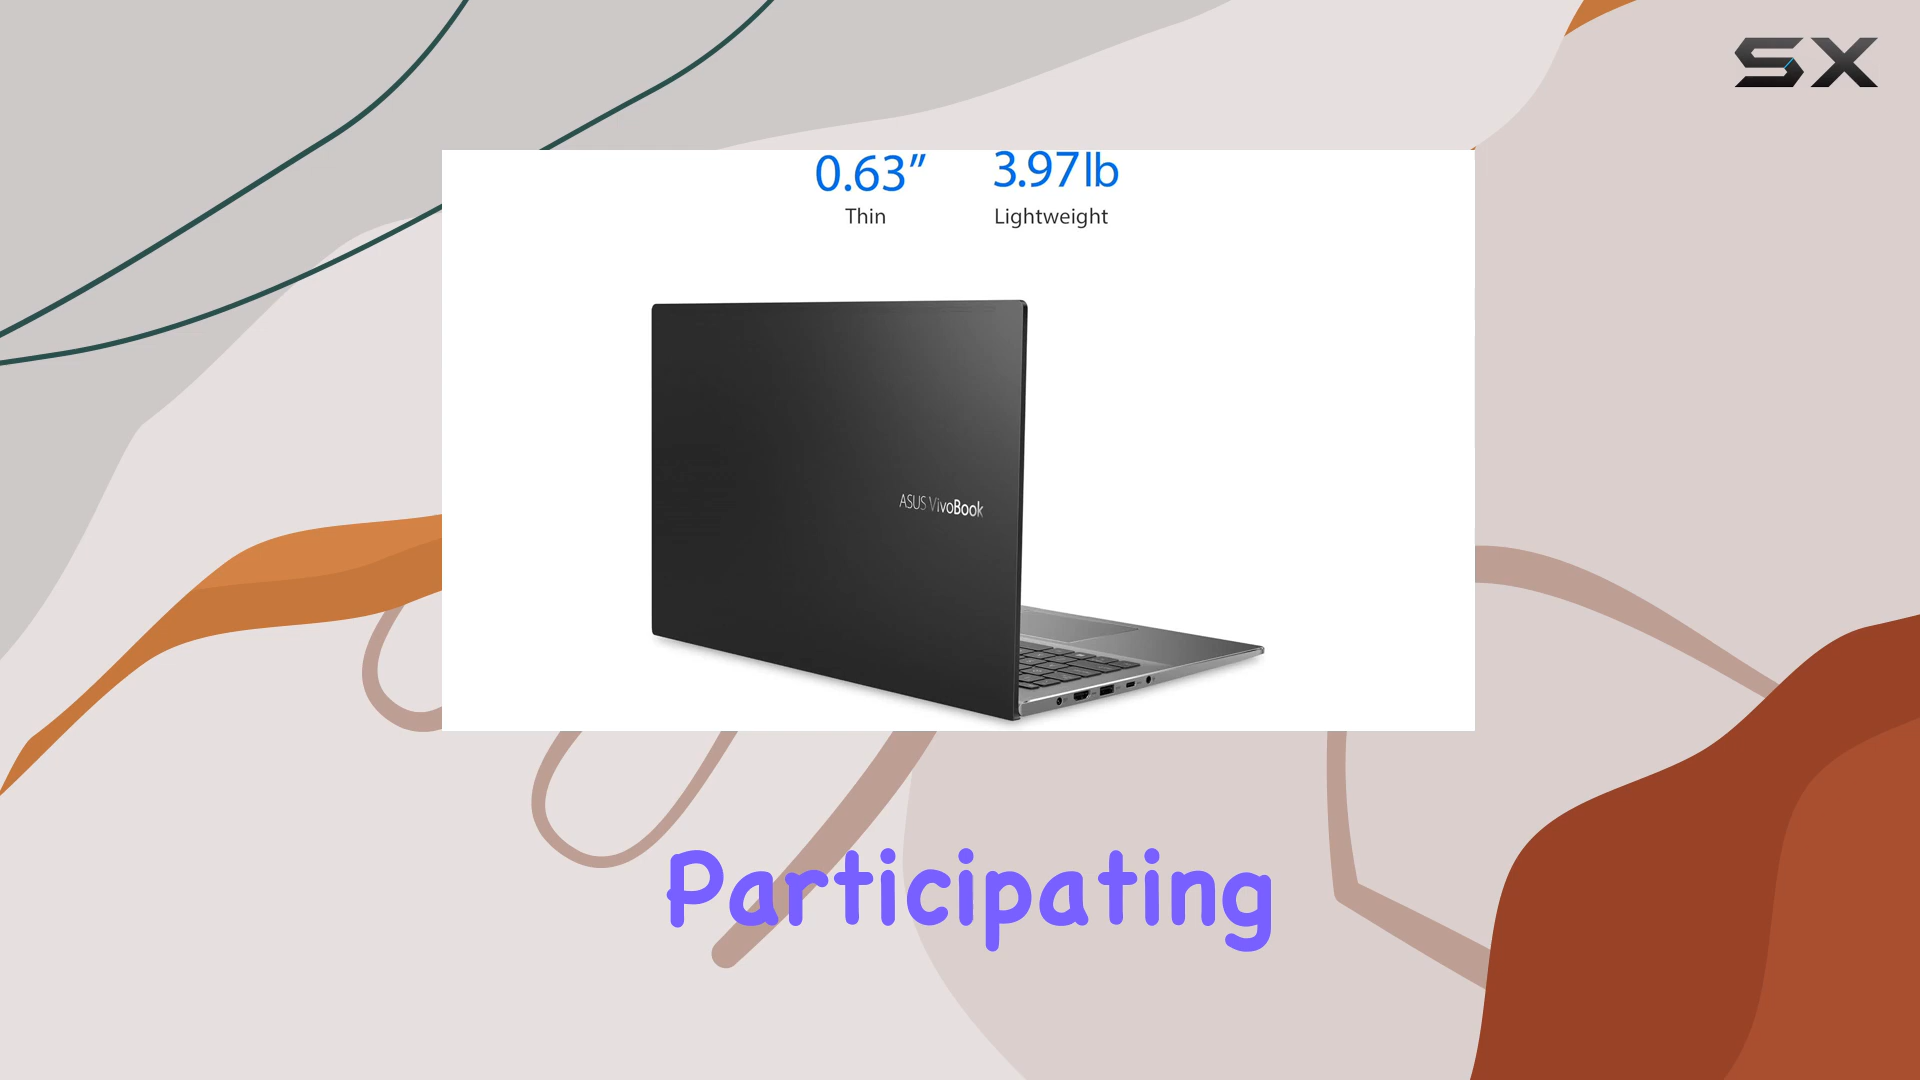 SX
0.63” 3.97lb
Thin Lightweight
ASUS VivoBook
Participating